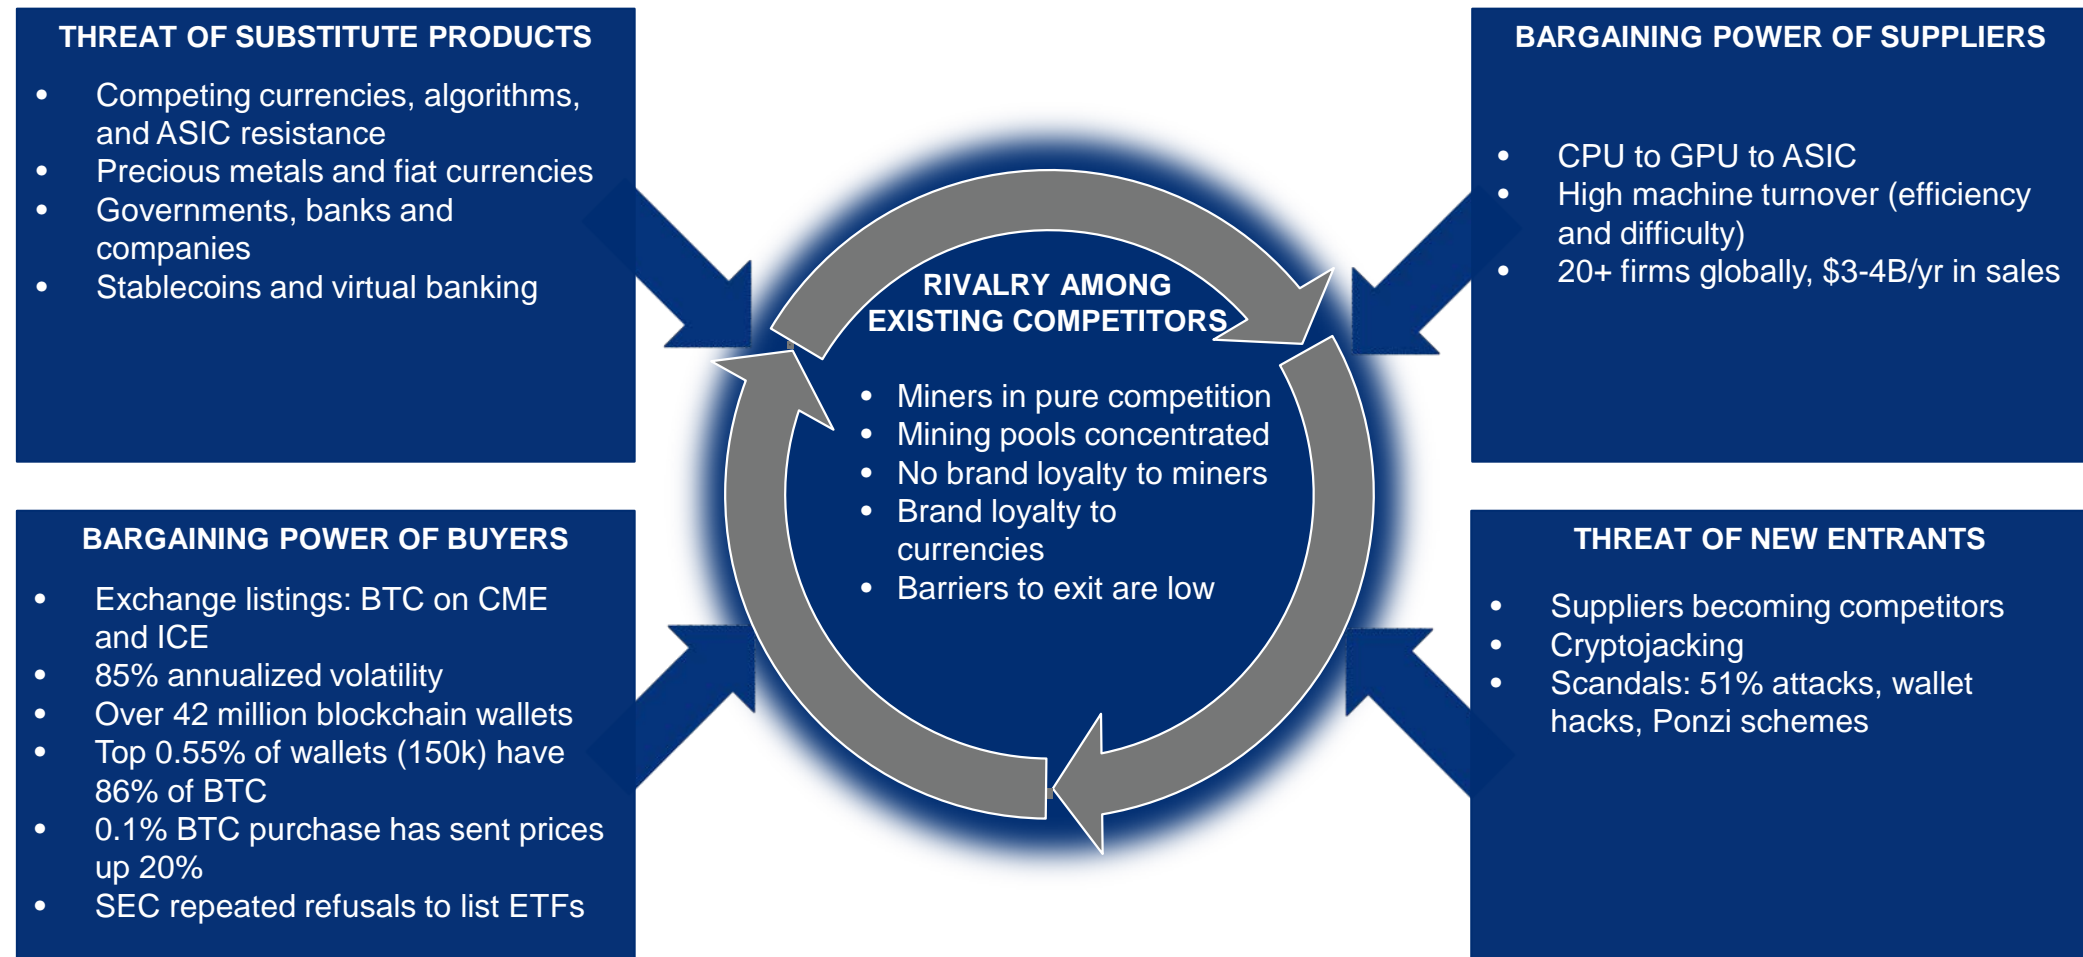 THREAT OF SUBSTITUTE PRODUCTS
• Competing currencies, algorithms,
and ASIC resistance
• Precious metals and fiat currencies
• Governments, banks and
companies
• Stablecoins and virtual banking
BARGAINING POWER OF SUPPLIERS
• CPU to GPU to ASIC
• High machine turnover (efficiency
and difficulty)
• 20+ firms globally, $3-4B/yr in sales
RIVALRY AMONG
EXISTING COMPETITORS
• Miners in pure competition
• Mining pools concentrated
• No brand loyalty to miners
• Brand loyalty to
currencies
• Barriers to exit are low
BARGAINING POWER OF BUYERS
• Exchange listings: BTC on CME
and ICE
• 85% annualized volatility
• Over 42 million blockchain wallets
• Top 0.55% of wallets (150k) have
86% of BTC
• 0.1% BTC purchase has sent prices
up 20%
• SEC repeated refusals to list ETFs
THREAT OF NEW ENTRANTS
• Suppliers becoming competitors
• Cryptojacking
• Scandals: 51% attacks, wallet
hacks, Ponzi schemes